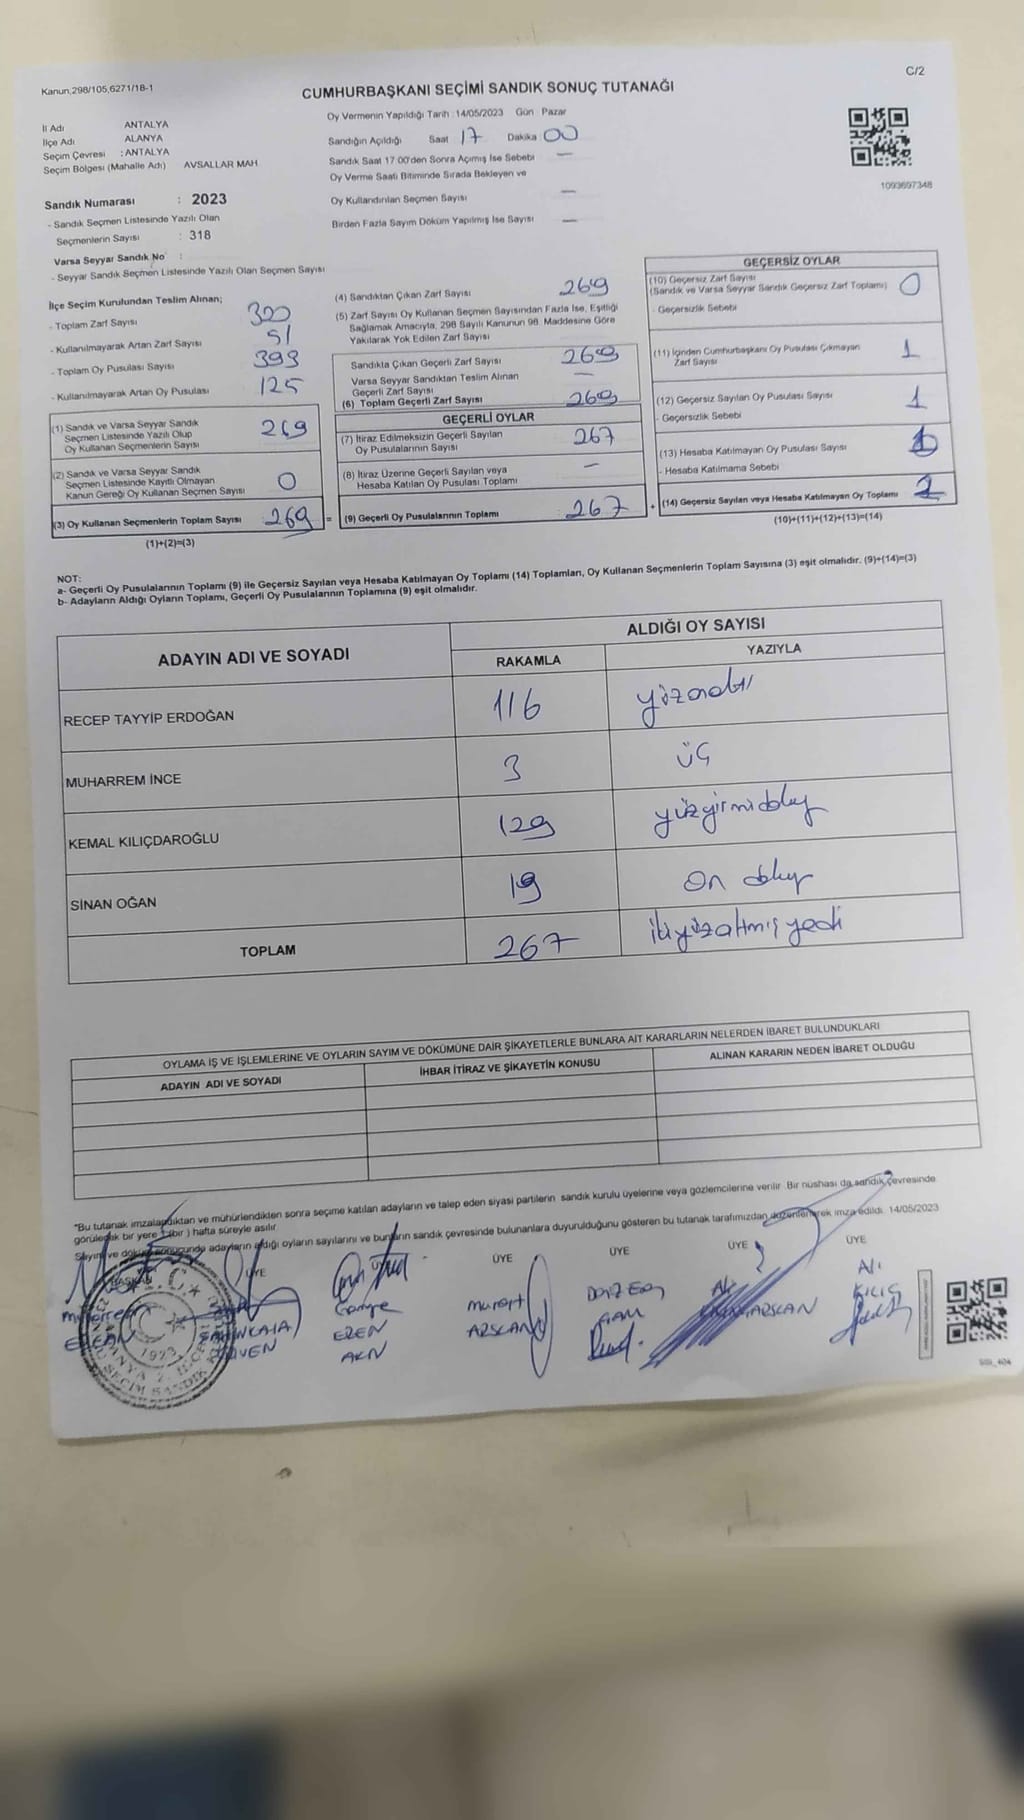 Kanun,298/105,6271/18-1
C/2
CUMHURBAŞKANI SEÇİMİ SANDIK SONUÇ TUTANAĞI
İl Adı ANTALYA
İlçe Adı ALANYA
Seçim Çevresi : ANTALYA
Seçim Bölgesi (Mahalle Adı) AVSALLAR MAH.
Sandık Numarası : 2023
- Sandık Seçmen Listesinde Yazılı Olan
Seçmenlerin Sayısı : 318
Varsa Seyyar Sandık No :
- Seyyar Sandık Seçmen Listesinde Yazılı Olan Seçmen Sayısı
Oy Vermenin Yapıldığı Tarih :14/05/2023 Gün Pazar
Sandığın Açıldığı Saat 17 Dakika 00
Sandık Saat 17:00'den Sonra Açımış İse Sebebi —
Oy Verme Saati Bitiminde Sırada Bekleyen ve
Oy Kullandırılan Seçmen Sayısı —
Birden Fazla Sayım Döküm Yapılmış İse Sayısı —
1093697348
İlçe Seçim Kurulundan Teslim Alınan;
- Toplam Zarf Sayısı 320
- Kullanılmayarak Artan Zarf Sayısı 51
- Toplam Oy Pusulası Sayısı 393
- Kullanılmayarak Artan Oy Pusulası 125
(1) Sandık ve Varsa Seyyar Sandık
Seçmen Listesinde Yazılı Olup
Oy Kullanan Seçmenlerin Sayısı 269
(2) Sandık ve Varsa Seyyar Sandık
Seçmen Listesinde Kayıtlı Olmayan
Kanun Gereği Oy Kullanan Seçmen Sayısı 0
(3) Oy Kullanan Seçmenlerin Toplam Sayısı 269 =
(1)+(2)=(3)
(4) Sandıktan Çıkan Zarf Sayısı 269
(5) Zarf Sayısı Oy Kullanan Seçmen Sayısından Fazla İse, Eşitliği
Sağlamak Amacıyla, 298 Sayılı Kanunun 98. Maddesine Göre
Yakılarak Yok Edilen Zarf Sayısı
Sandıkta Çıkan Geçerli Zarf Sayısı 269
Varsa Seyyar Sandıktan Teslim Alınan
Geçerli Zarf Sayısı —
(6) Toplam Geçerli Zarf Sayısı 269
GEÇERLİ OYLAR
(7) İtiraz Edilmeksizin Geçerli Sayılan
Oy Pusulalarının Sayısı 267
(8) İtiraz Üzerine Geçerli Sayılan veya
Hesaba Katılan Oy Pusulası Toplamı —
(9) Geçerli Oy Pusulalarının Toplamı 267 +
GEÇERSİZ OYLAR
(10) Geçersiz Zarf Sayısı
(Sandık ve Varsa Seyyar Sandık Geçersiz Zarf Toplamı) 0
- Geçersizlik Sebebi
(11) İçinden Cumhurbaşkanı Oy Pusulası Çıkmayan
Zarf Sayısı 1
(12) Geçersiz Sayılan Oy Pusulası Sayısı 1
- Geçersizlik Sebebi
(13) Hesaba Katılmayan Oy Pusulası Sayısı
- Hesaba Katılmama Sebebi
(14) Geçersiz Sayılan veya Hesaba Katılmayan Oy Toplamı 2
(10)+(11)+(12)+(13)=(14)
NOT:
a- Geçerli Oy Pusulalarının Toplamı (9) ile Geçersiz Sayılan veya Hesaba Katılmayan Oy Toplamı (14) Toplamları, Oy Kullanan Seçmenlerin Toplam Sayısına (3) eşit olmalıdır. (9)+(14)=(3)
b- Adayların Aldığı Oyların Toplamı, Geçerli Oy Pusulalarının Toplamına (9) eşit olmalıdır.
ADAYIN ADI VE SOYADI
ALDIĞI OY SAYISI
RAKAMLA YAZIYLA
RECEP TAYYİP ERDOĞAN 116
MUHARREM İNCE 3 üç
KEMAL KILIÇDAROĞLU 129 yüzyirmidokuz
SİNAN OĞAN 19 on dokuz
TOPLAM 267 ikiyüzaltmışyedi
OYLAMA İŞ VE İŞLEMLERİNE VE OYLARIN SAYIM VE DÖKÜMÜNE DAİR ŞİKAYETLERLE BUNLARA AİT KARARLARIN NELERDEN İBARET BULUNDUKLARI
ADAYIN ADI VE SOYADI İHBAR İTİRAZ VE ŞİKAYETİN KONUSU ALINAN KARARIN NEDEN İBARET OLDUĞU
"Bu tutanak imzalandıktan ve mühürlendikten sonra seçime katılan adayların ve talep eden siyasi partilerin sandık kurulu üyelerine veya gözlemcilerine verilir. Bir nüshası da sandık çevresinde
görülecek bir yere 1 (bir ) hafta süreyle asılır.
Sayım ve döküm sonucunda adayların aldığı oyların sayılarını ve bunların sandık çevresinde bulunanlara duyurulduğunu gösteren bu tutanak tarafımızdan düzenlenerek imza edildi. 14/05/2023
BAŞKAN ÜYE ÜYE ÜYE ÜYE ÜYE ÜYE
EREN
AKIN
Murat
ARSLAN
Ali
ARSLAN
Ali
KILIÇ
T.C.
1923